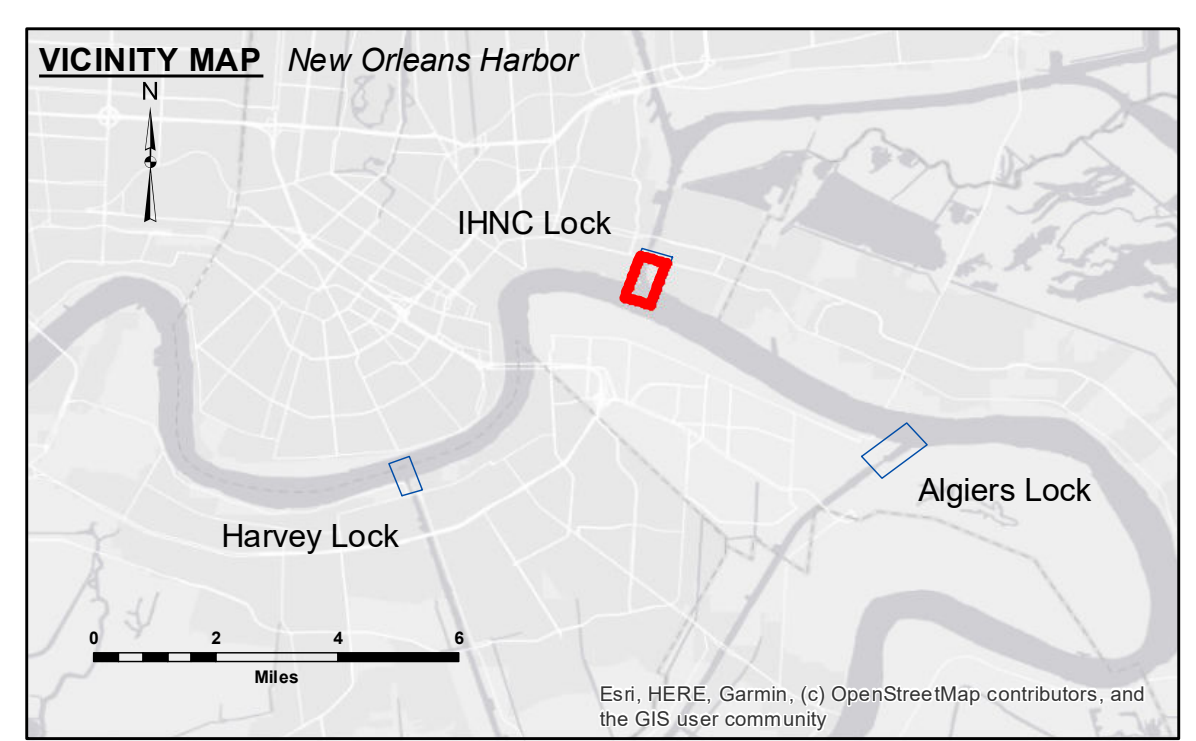 VICINITY MAP New Orleans Harbor
N
IHNC Lock
Algiers Lock
Harvey Lock
0 2 4 6
Miles
Esri, HERE, Garmin, (c) OpenStreetMap contributors, and
the GIS user community